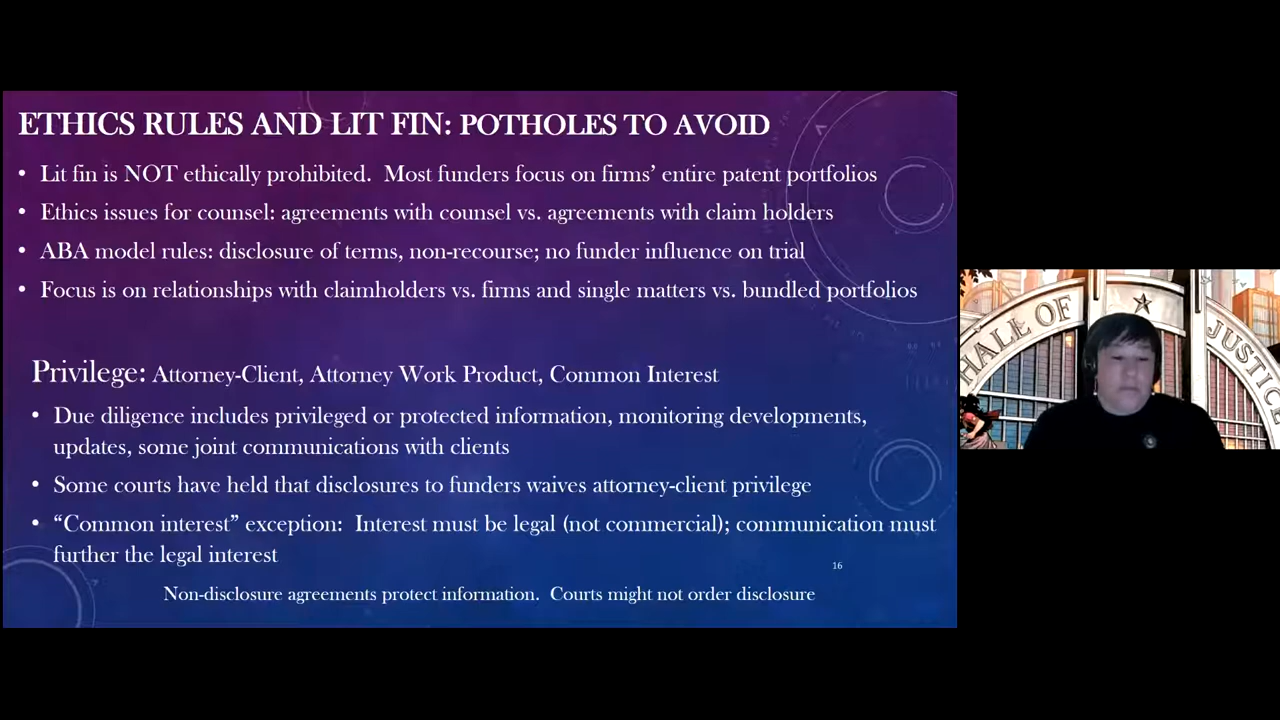 ETHICS RULES AND LIT FIN: POTHOLES TO AVOID
• Lit fin is NOT ethically prohibited. Most funders focus on firms' entire patent portfolios
• Ethics issues for counsel: agreements with counsel vs. agreements with claim holders
• ABA model rules: disclosure of terms, non-recourse; no funder influence on trial
• Focus is on relationships with claimholders vs. firms and single matters vs. bundled portfolios
Privilege: Attorney-Client, Attorney Work Product, Common Interest
• Due diligence includes privileged or protected information, monitoring developments,
updates, some joint communications with clients
• Some courts have held that disclosures to funders waives attorney-client privilege
• “Common interest” exception: Interest must be legal (not commercial); communication must
further the legal interest
16
Non-disclosure agreements protect information. Courts might not order disclosure
HALL OF JUSTICE